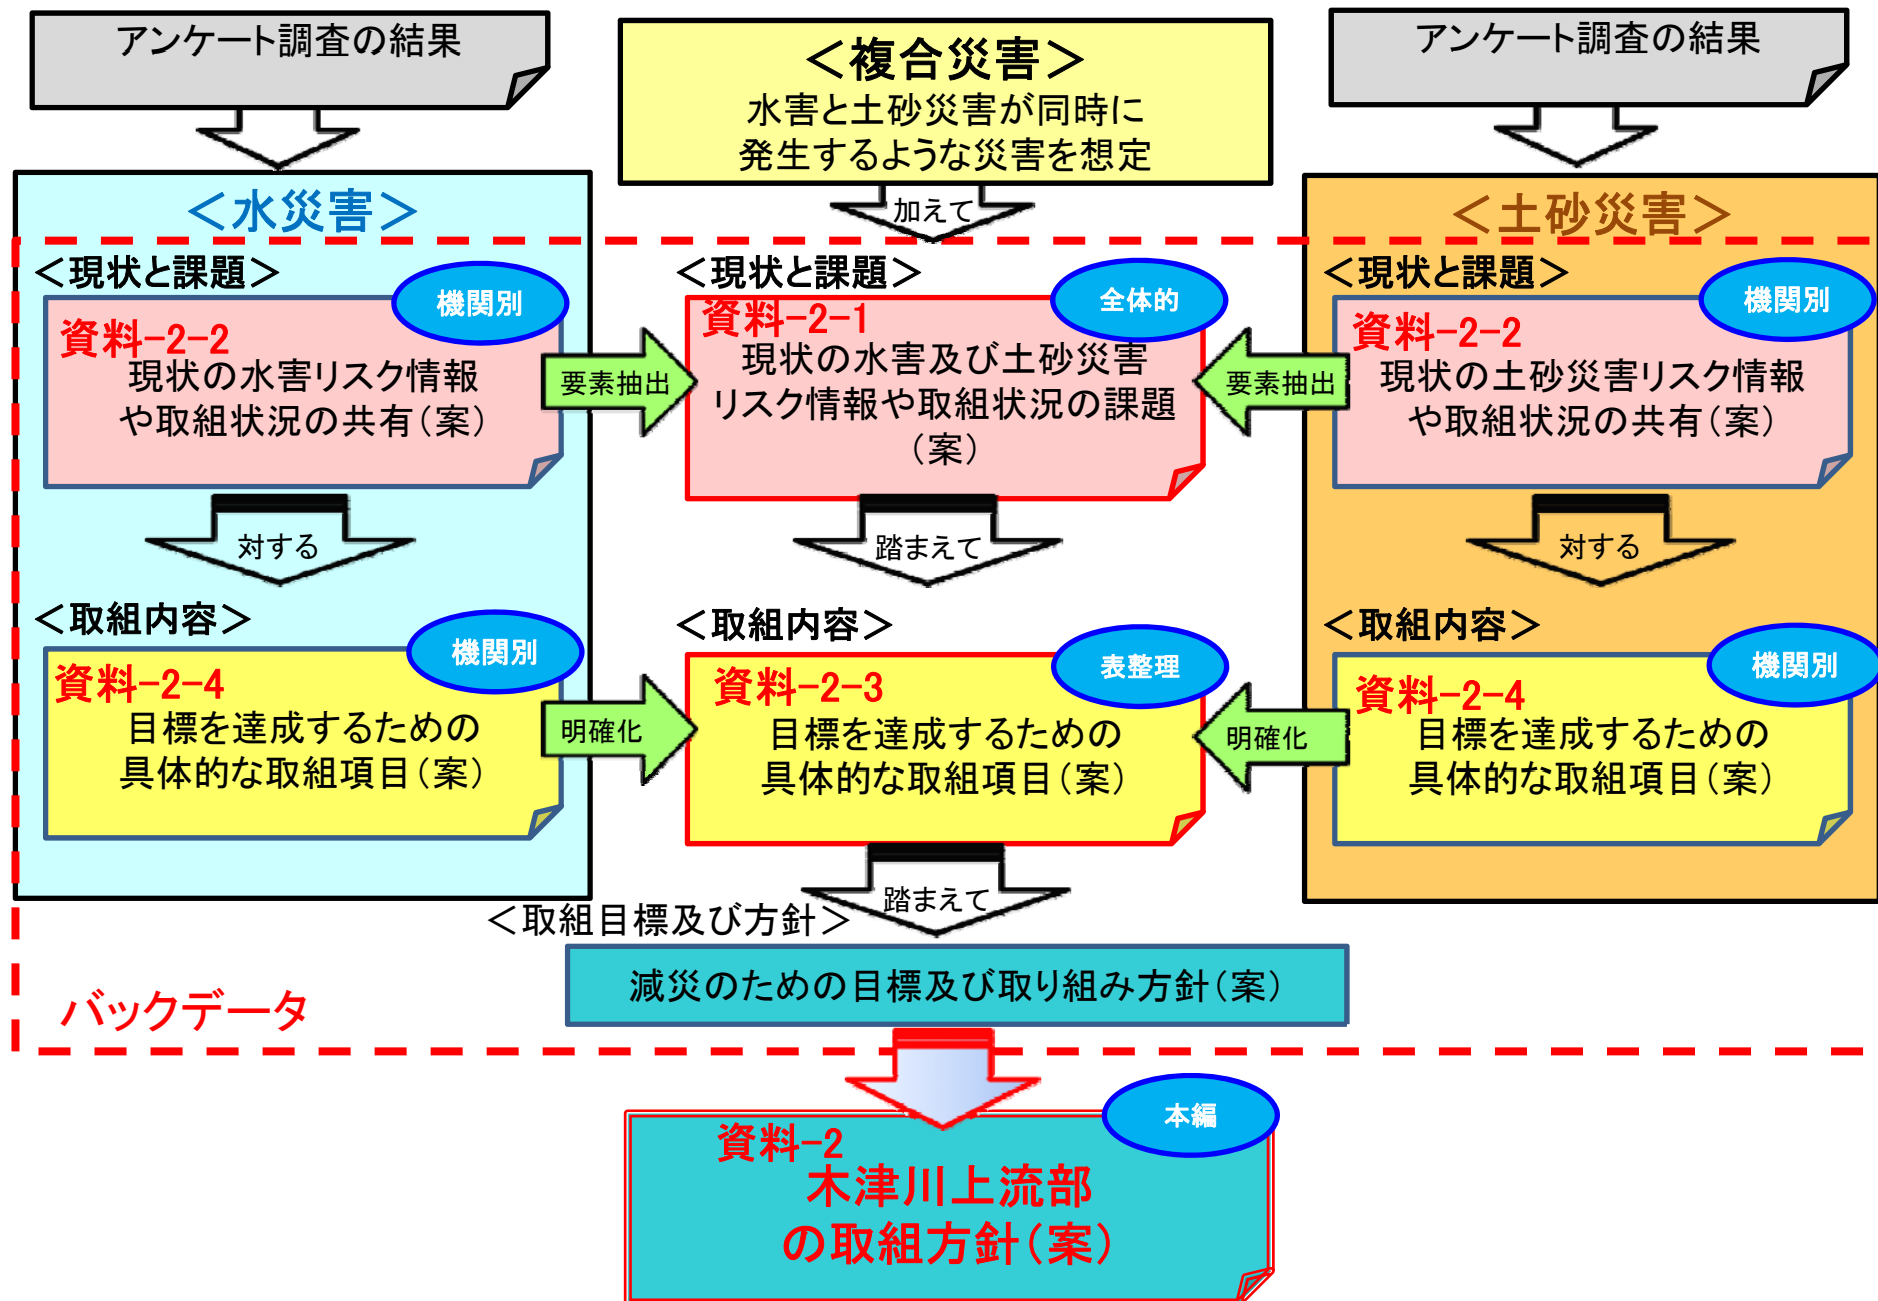 アンケート調査の結果
＜複合災害＞
水害と土砂災害が同時に
発生するような災害を想定
アンケート調査の結果
加えて
＜水災害＞
＜現状と課題＞
機関別
資料-2-2
現状の水害リスク情報
や取組状況の共有（案）
要素抽出
対する
＜取組内容＞
機関別
資料-2-4
目標を達成するための
具体的な取組項目（案）
明確化
＜現状と課題＞
全体的
資料-2-1
現状の水害及び土砂災害
リスク情報や取組状況の課題
（案）
踏まえて
＜取組内容＞
表整理
資料-2-3
目標を達成するための
具体的な取組項目（案）
踏まえて
＜土砂災害＞
＜現状と課題＞
機関別
資料-2-2
現状の土砂災害リスク情報
や取組状況の共有（案）
要素抽出
対する
＜取組内容＞
機関別
資料-2-4
目標を達成するための
具体的な取組項目（案）
明確化
＜取組目標及び方針＞
減災のための目標及び取り組み方針（案）
バックデータ
本編
資料-2
木津川上流部
の取組方針（案）